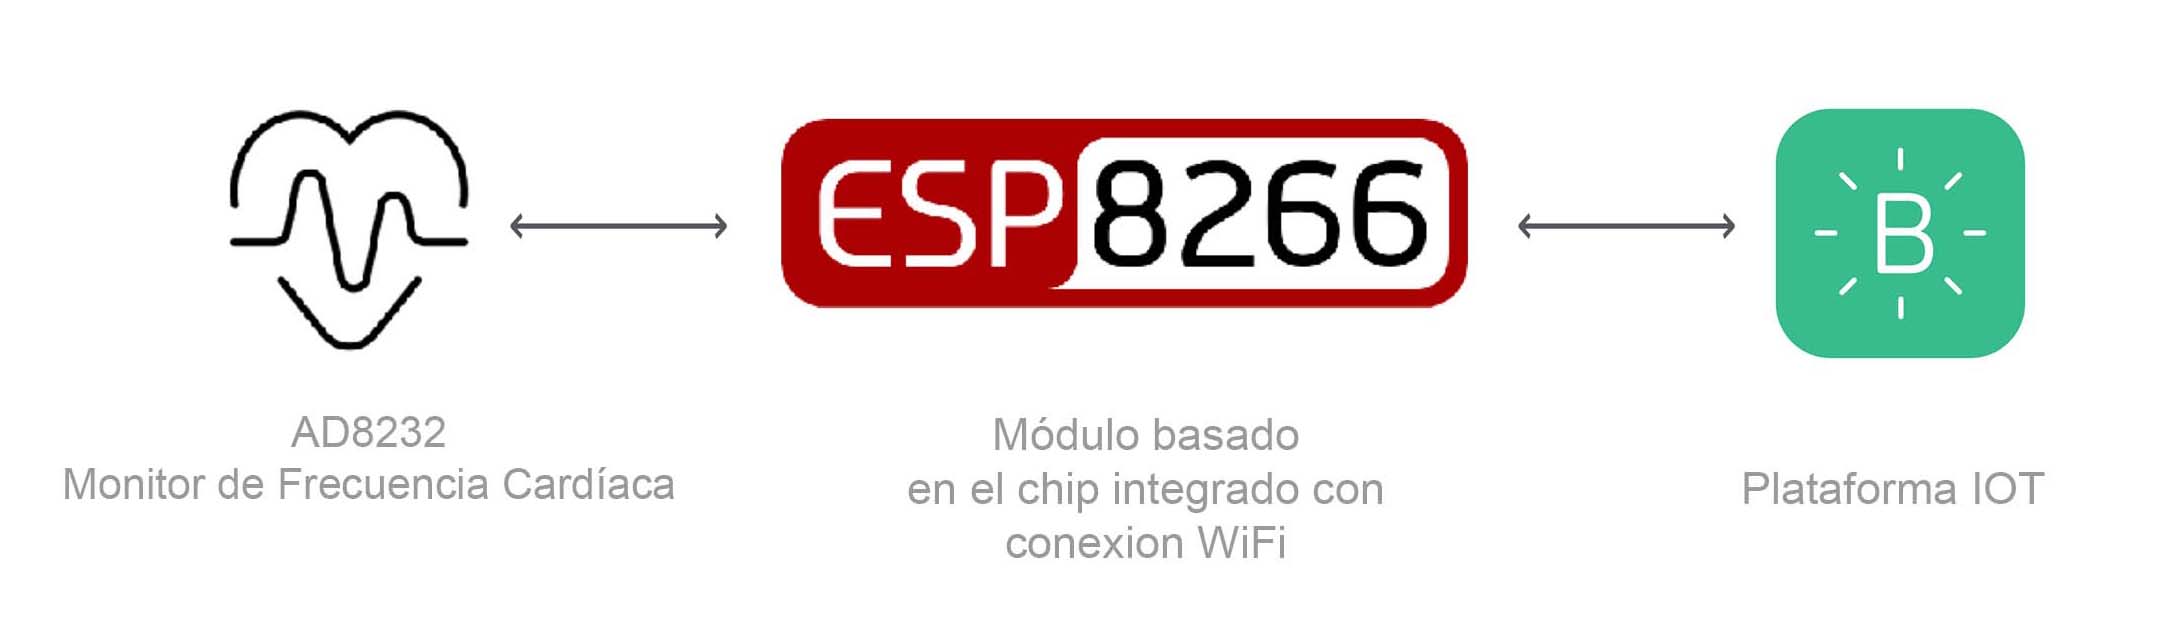 ESP8266
B
AD8232
Monitor de Frecuencia Cardíaca
Módulo basado
en el chip integrado con
conexion WiFi
Plataforma IOT